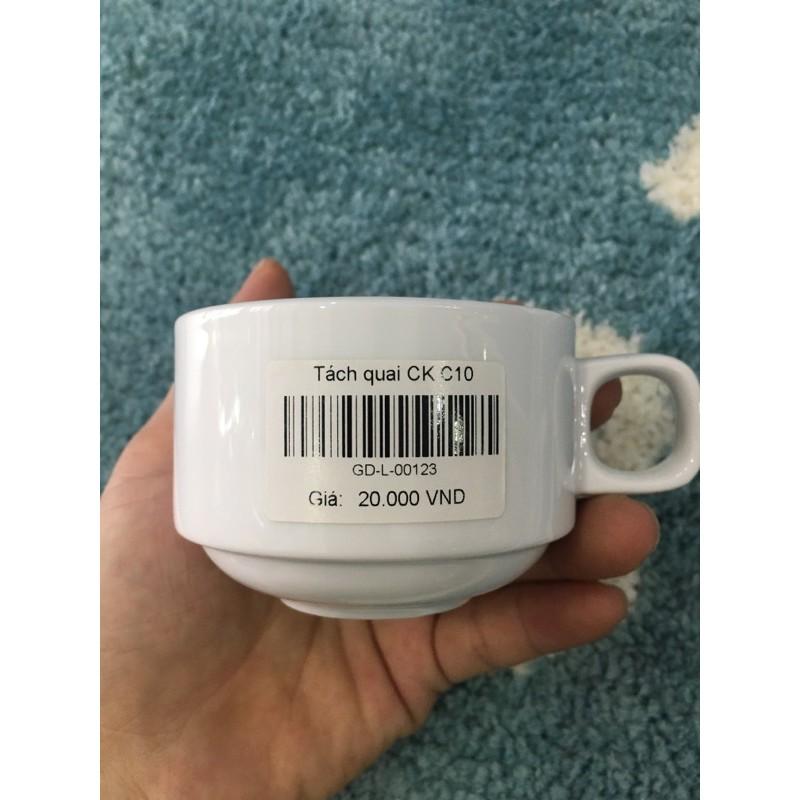 Tách quai CK C10
GD-L-00123
Giá: 20.000 VND